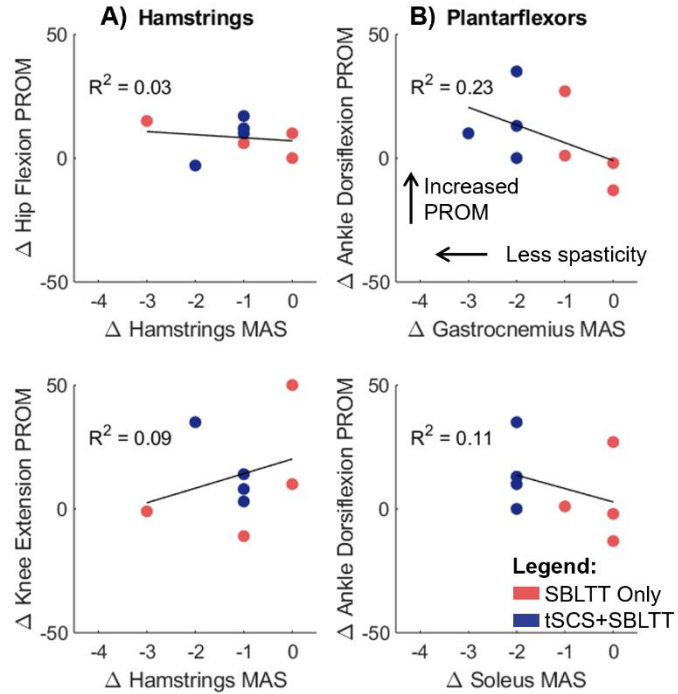 A) Hamstrings
50
R² = 0.03
0
-50
Δ Hip Flexion PROM
-4 -3 -2 -1 0
Δ Hamstrings MAS
B) Plantarflexors
50
R² = 0.23
0
Increased
PROM
Less spasticity
-50
Δ Ankle Dorsiflexion PROM
-4 -3 -2 -1 0
Δ Gastrocnemius MAS
50
R² = 0.09
0
-50
Δ Knee Extension PROM
-4 -3 -2 -1 0
Δ Hamstrings MAS
50
R² = 0.11
0
Legend:
SBLTT Only
tSCS+SBLTT
-50
Δ Ankle Dorsiflexion PROM
-4 -3 -2 -1 0
Δ Soleus MAS